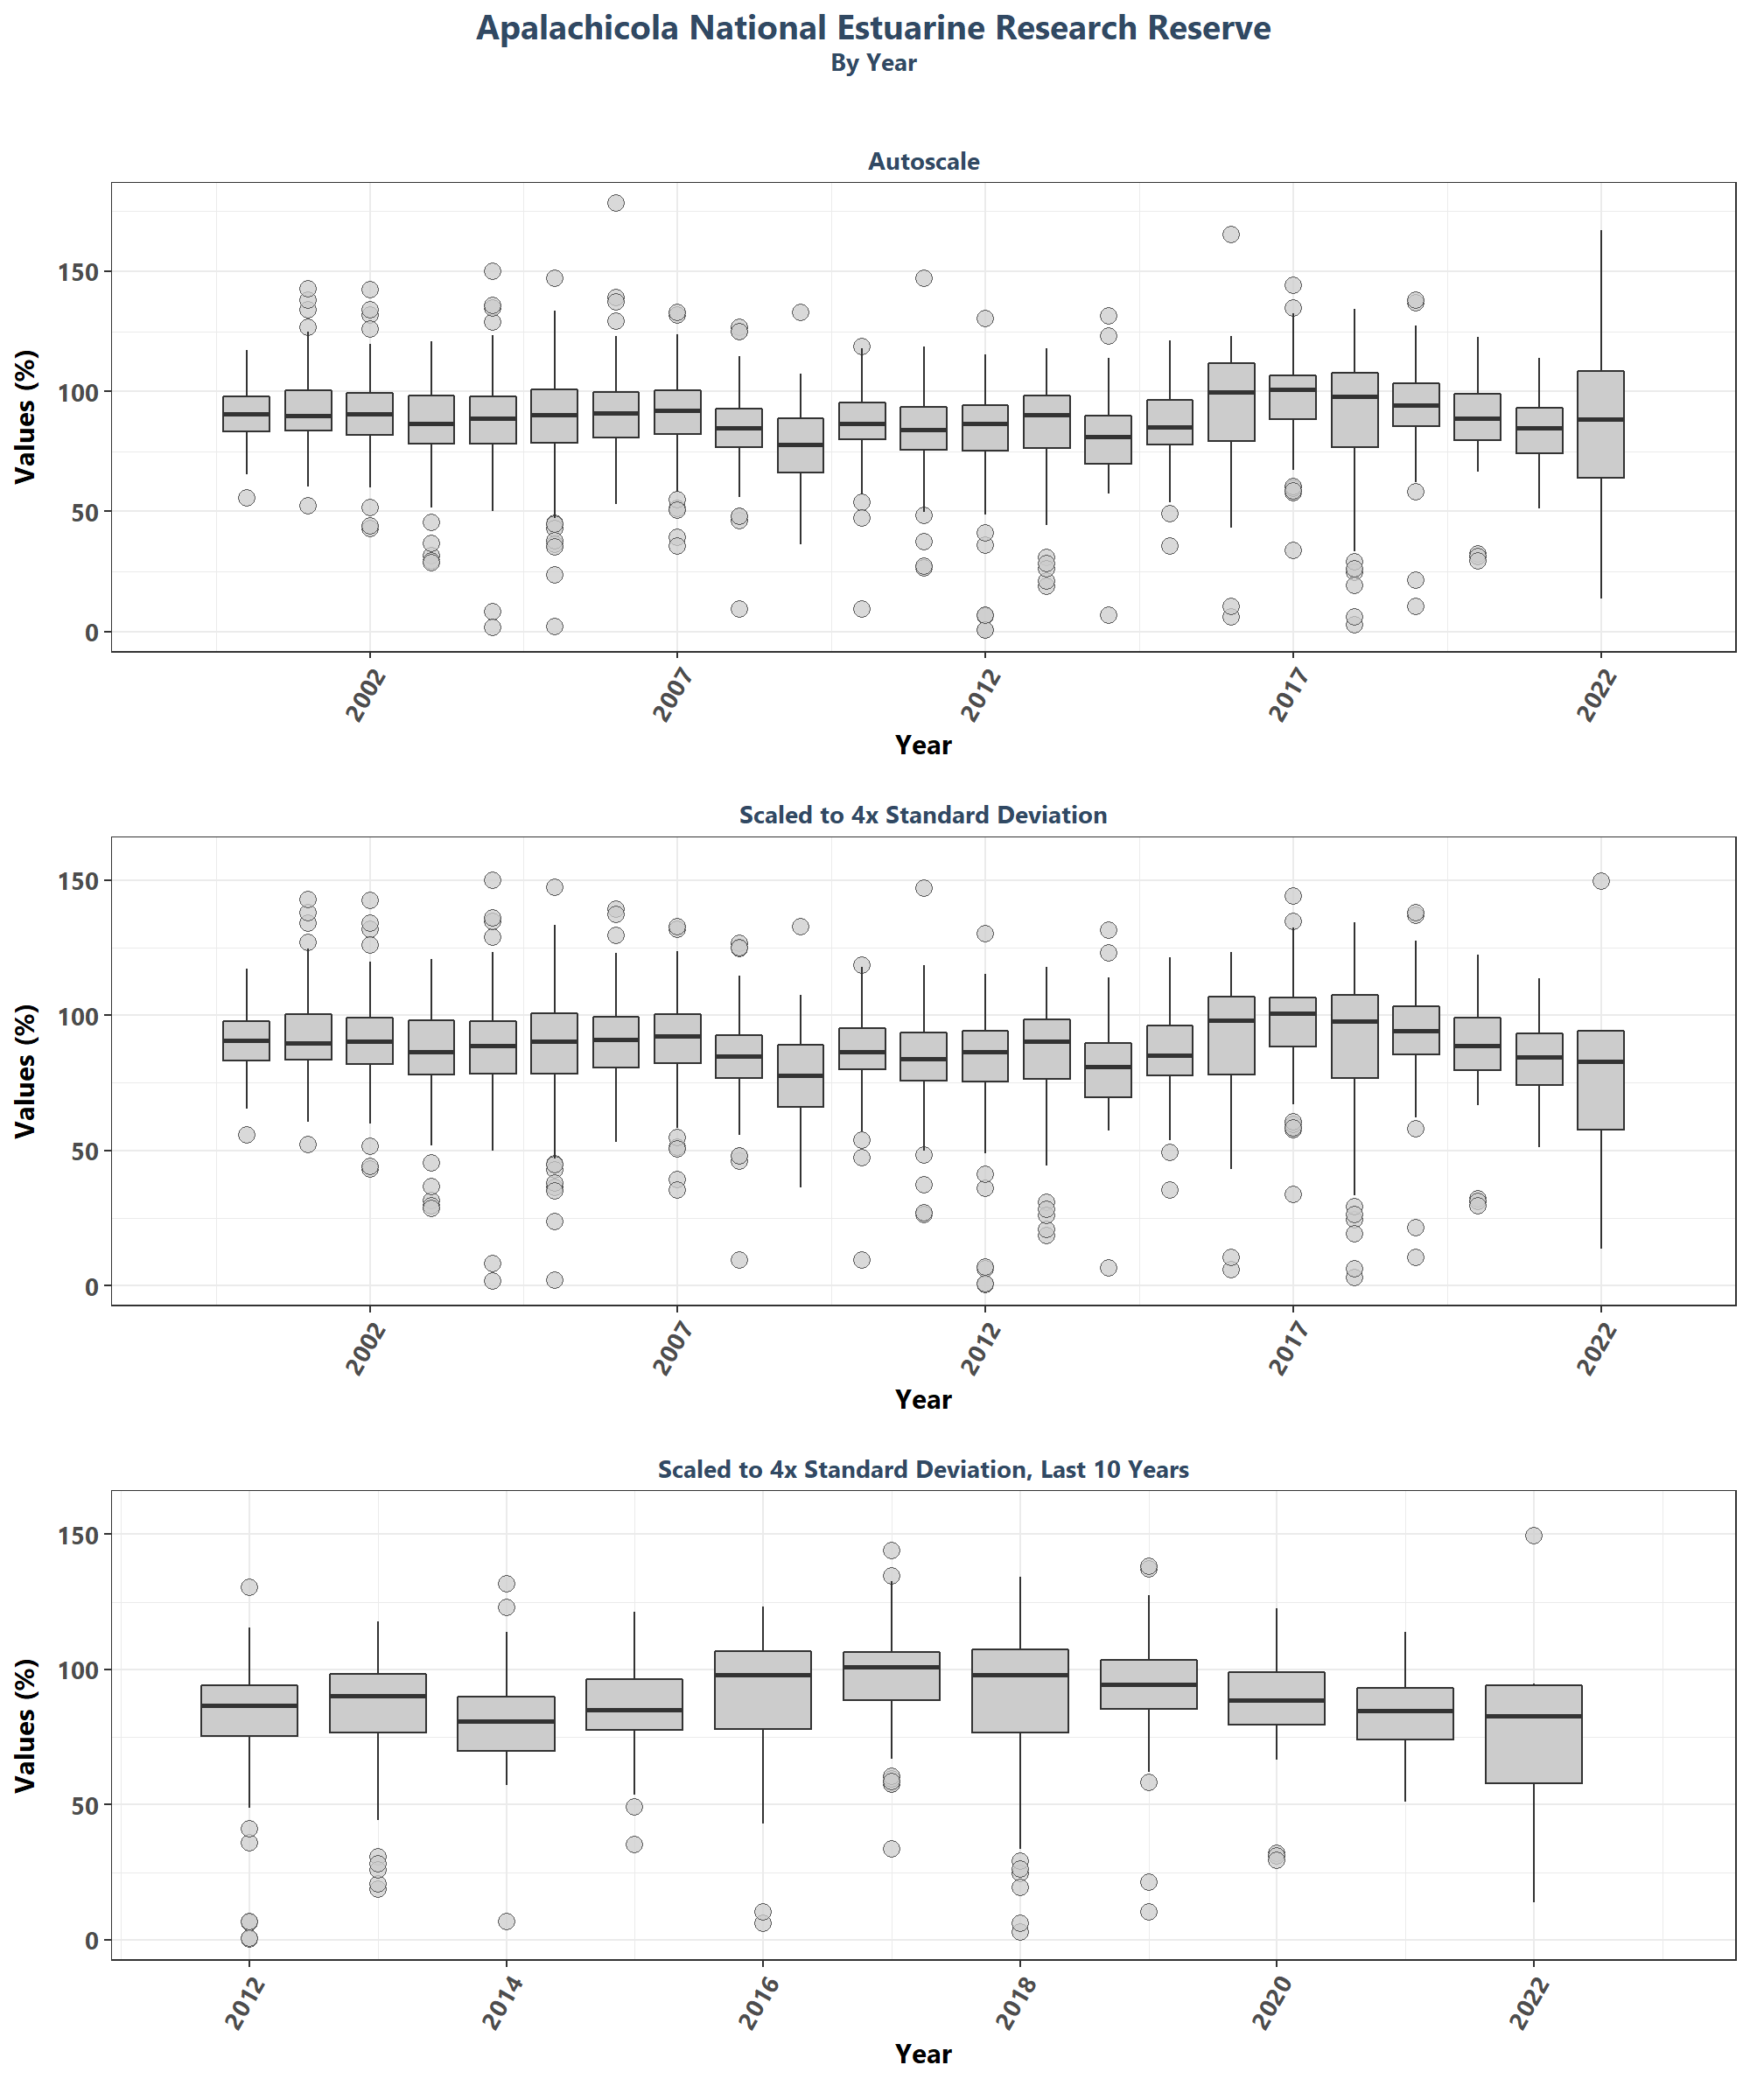 Apalachicola National Estuarine Research Reserve
By Year
Autoscale
Values (%)
150
100
50
0
2002 2007 2012 2017 2022
Year
Scaled to 4x Standard Deviation
Values (%)
150
100
50
0
2002 2007 2012 2017 2022
Year
Scaled to 4x Standard Deviation, Last 10 Years
Values (%)
150
100
50
0
2012 2014 2016 2018 2020 2022
Year